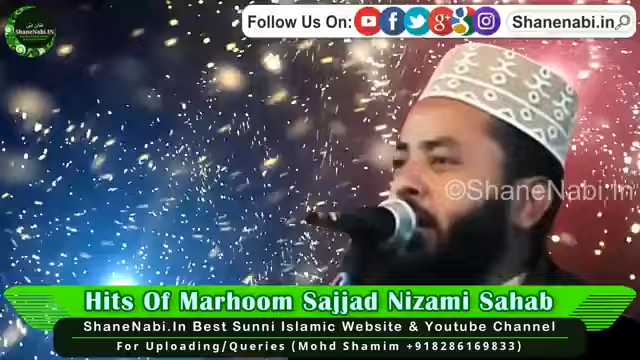 Follow Us On:
Shanenabi.in
ShaneNabi.IN
©ShaneNabi.In
Hits Of Marhoom Sajjad Nizami Sahab
ShaneNabi.In Best Sunni Islamic Website & Youtube Channel
For Uploading/Queries (Mohd Shamim +918286169833)